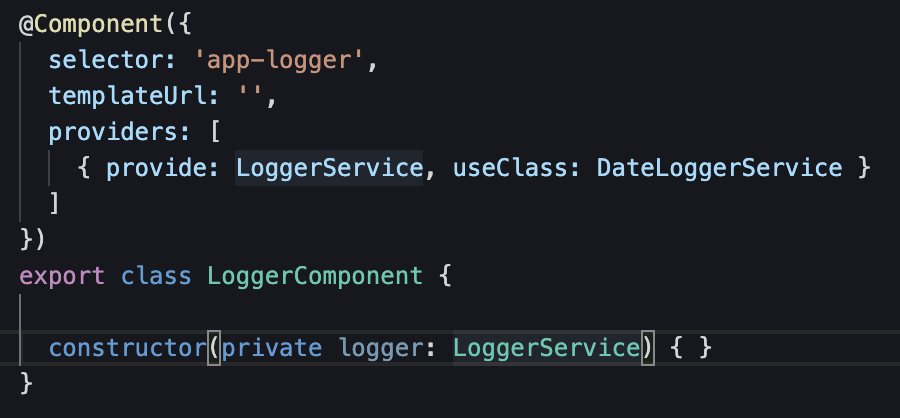 @Component({
selector: 'app-logger',
templateUrl: '',
providers: [
{ provide: LoggerService, useClass: DateLoggerService }
]
})
export class LoggerComponent {
constructor(private logger: LoggerService) { }
}